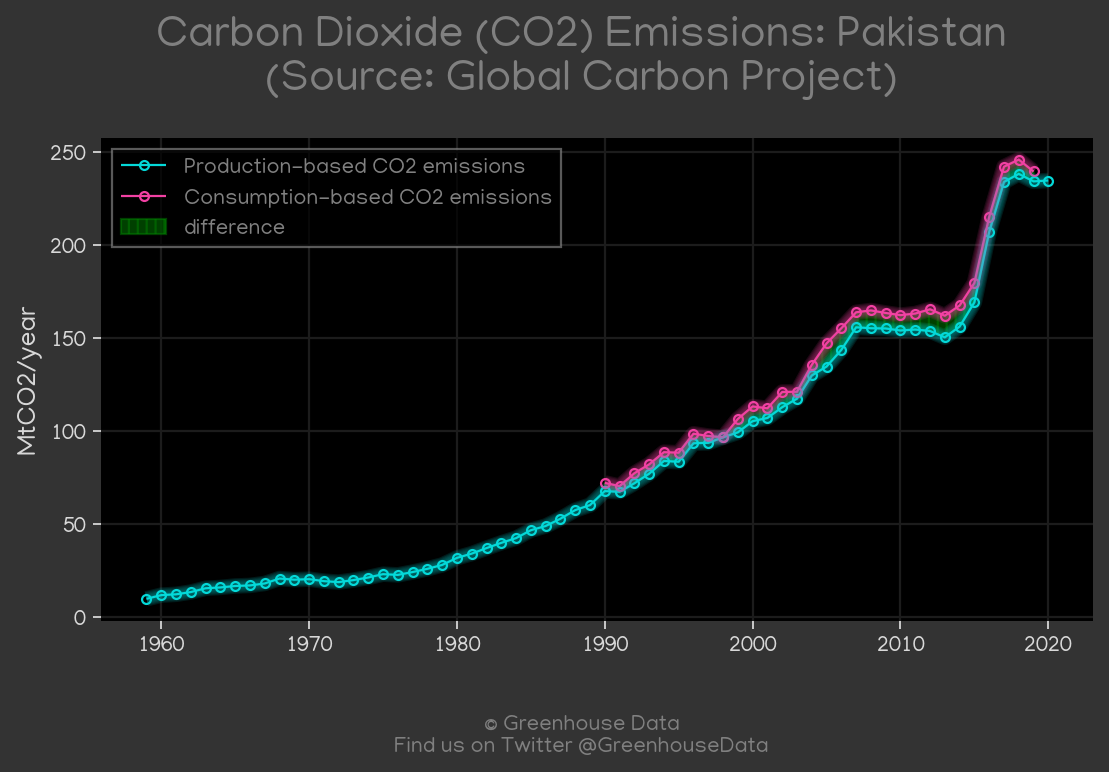 Carbon Dioxide (CO2) Emissions: Pakistan
(Source: Global Carbon Project)
Production-based CO2 emissions
Consumption-based CO2 emissions
difference
MtCO2/year
250
200
150
100
50
0
1960 1970 1980 1990 2000 2010 2020
© Greenhouse Data
Find us on Twitter @GreenhouseData